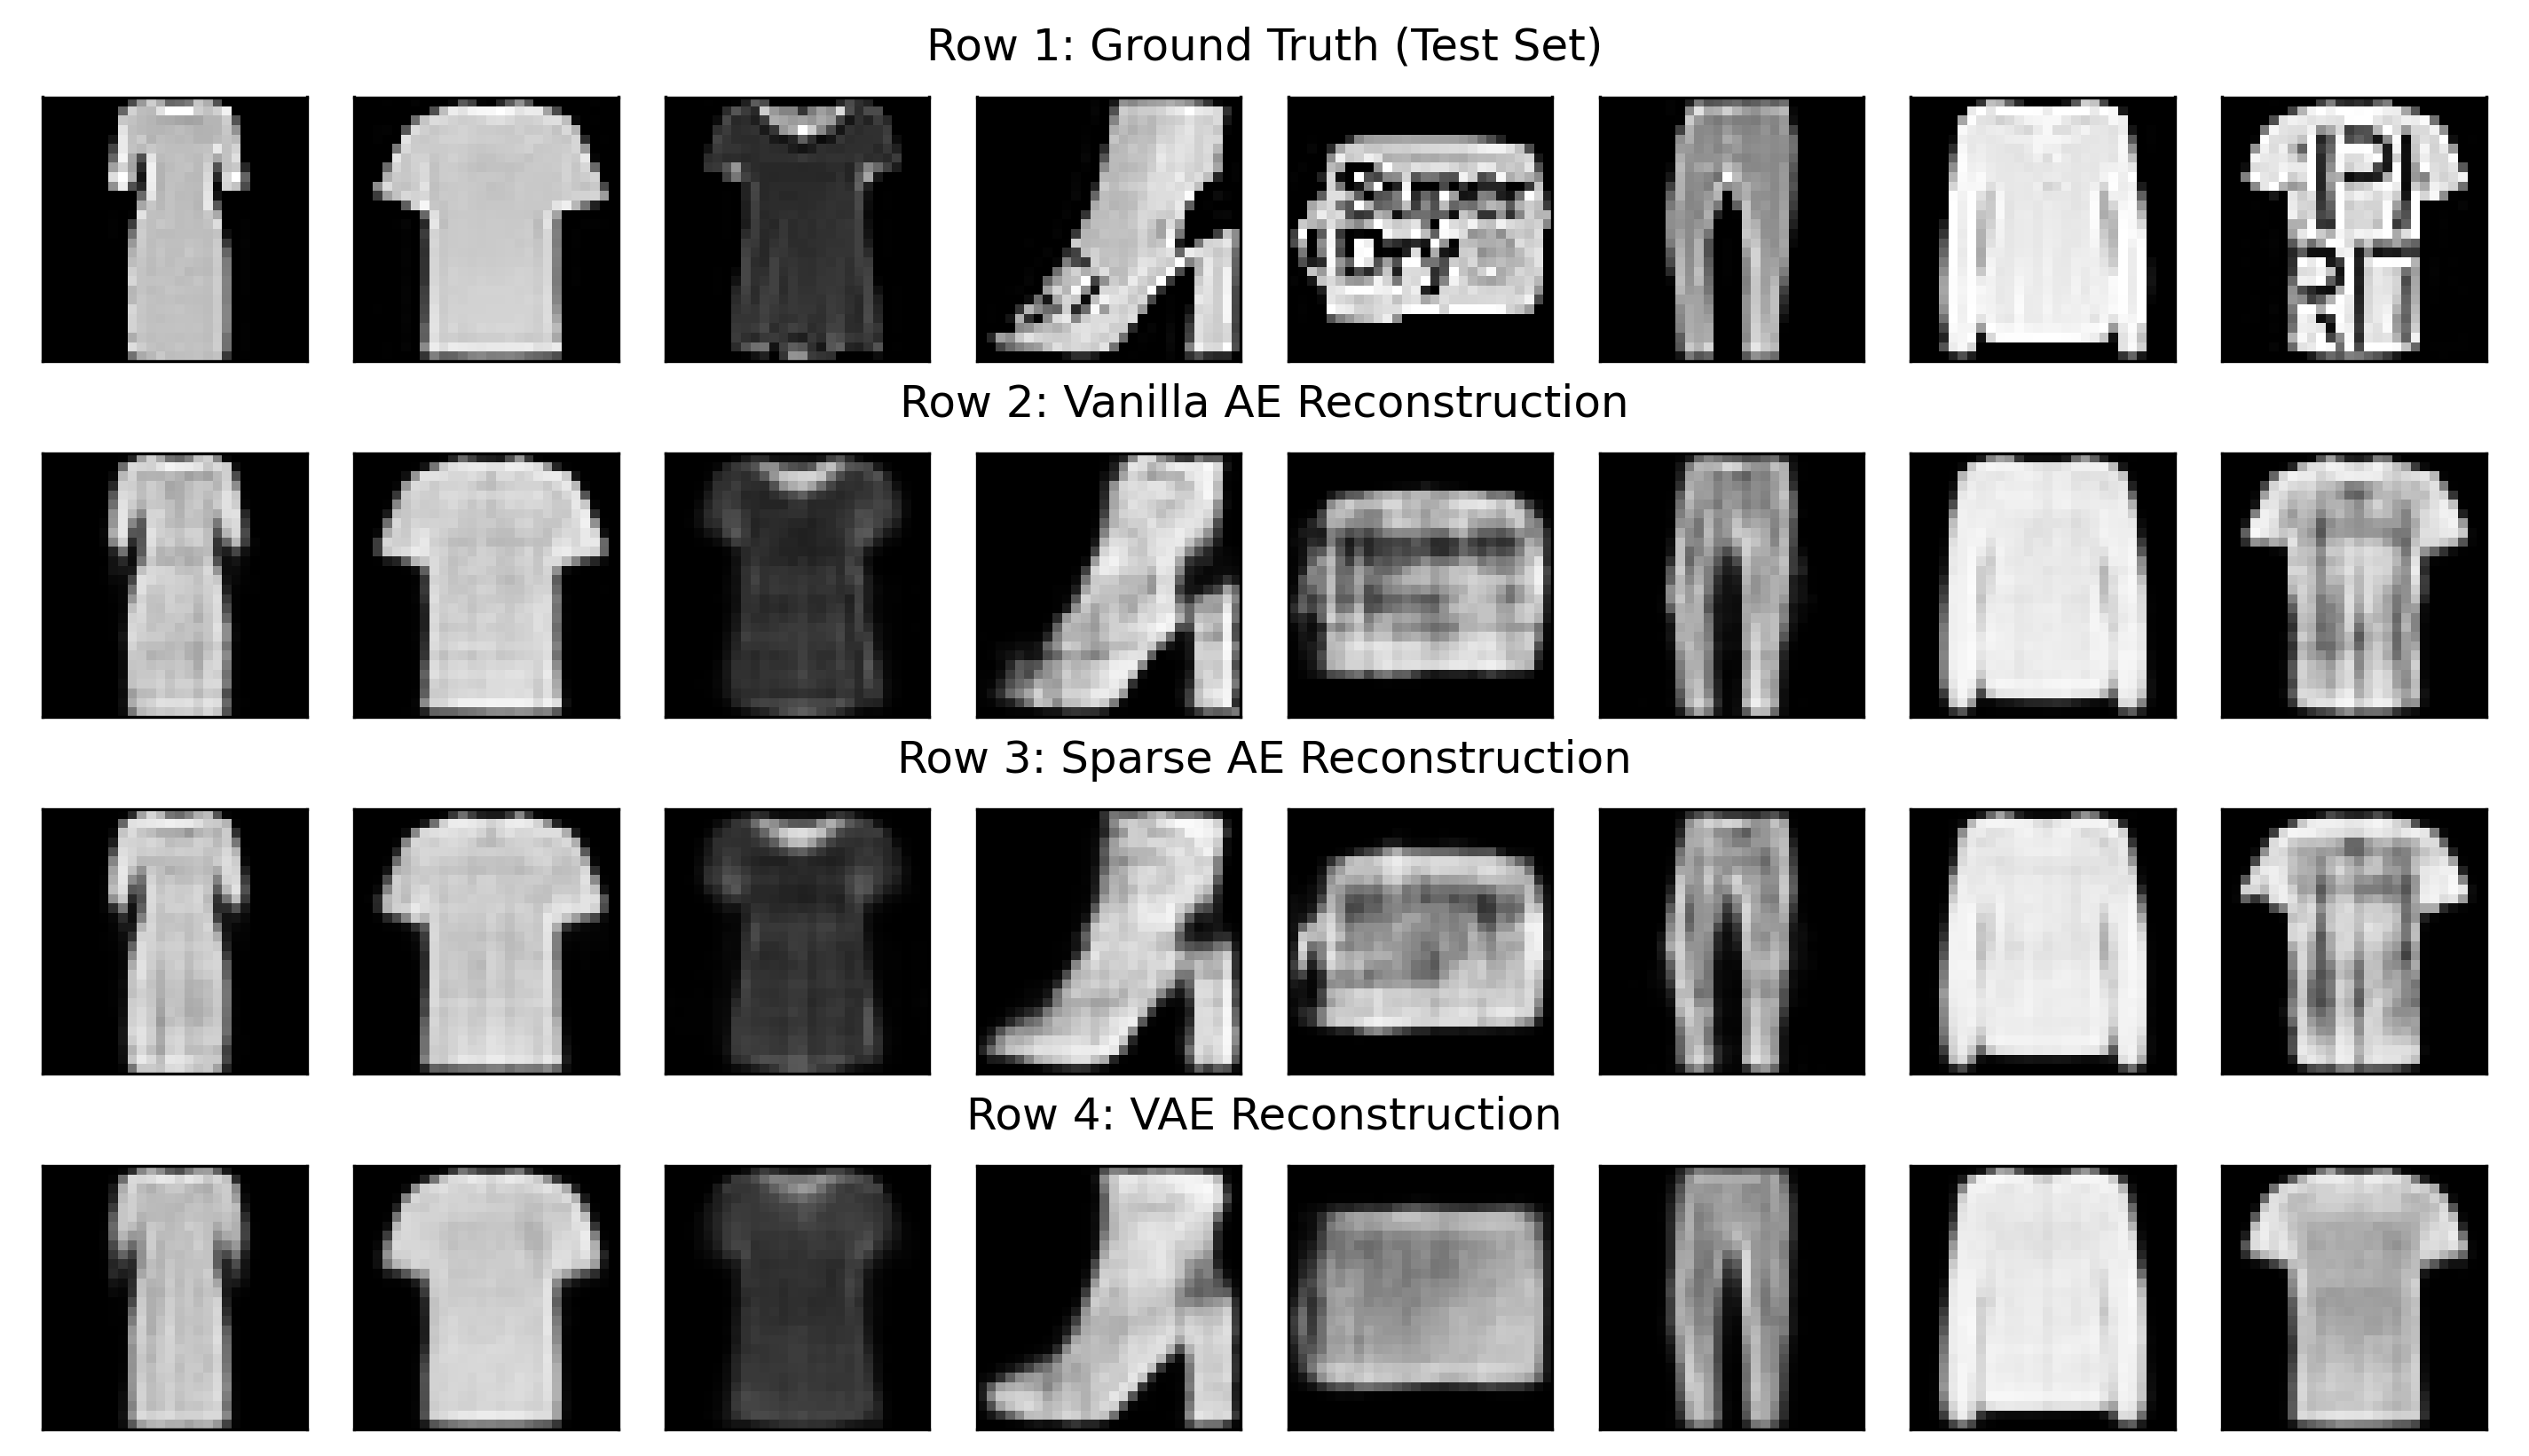 Row 1: Ground Truth (Test Set)
Super
Dry
Row 2: Vanilla AE Reconstruction
Row 3: Sparse AE Reconstruction
Row 4: VAE Reconstruction